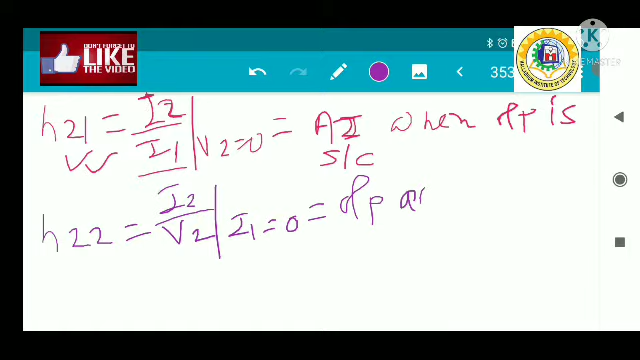 DON'T FORGET TO
LIKE
THE VIDEO
353
h21 = I2/I1 | V2=0 = AI when o/p is
s/c
h22 = I2/V2 | I1=0 = o/p a